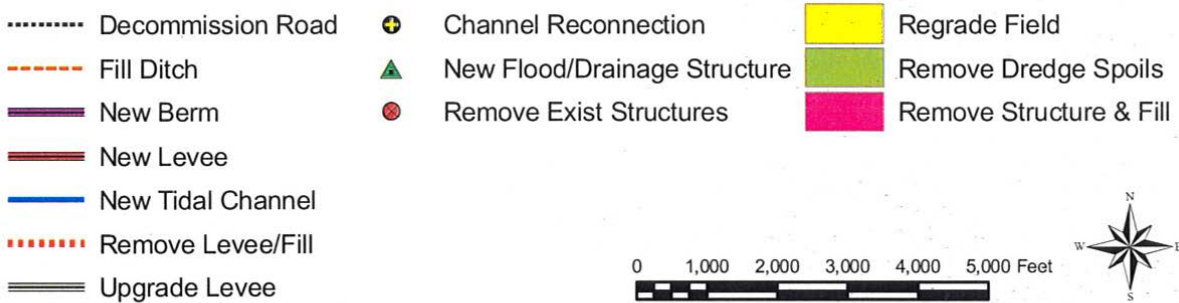 Decommission Road
Fill Ditch
New Berm
New Levee
New Tidal Channel
Remove Levee/Fill
Upgrade Levee
Channel Reconnection
New Flood/Drainage Structure
Remove Exist Structures
Regrade Field
Remove Dredge Spoils
Remove Structure & Fill
0 1,000 2,000 3,000 4,000 5,000 Feet
N
W E
S